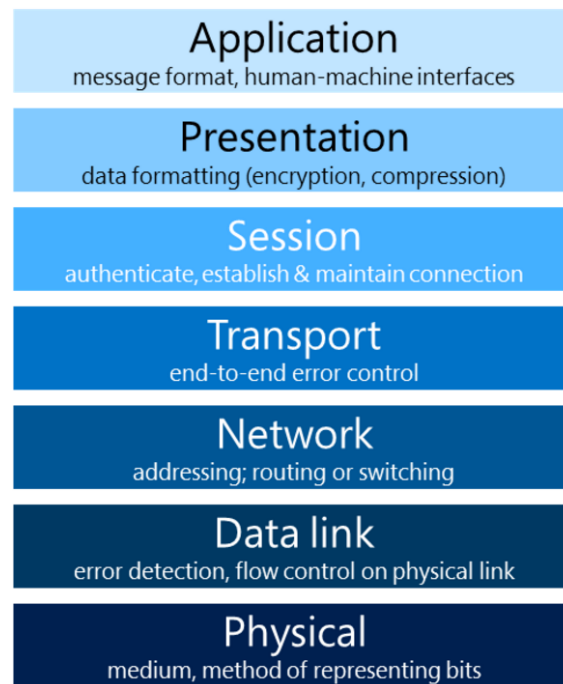 Application
message format, human-machine interfaces
Presentation
data formatting (encryption, compression)
Session
authenticate, establish & maintain connection
Transport
end-to-end error control
Network
addressing; routing or switching
Data link
error detection, flow control on physical link
Physical
medium, method of representing bits